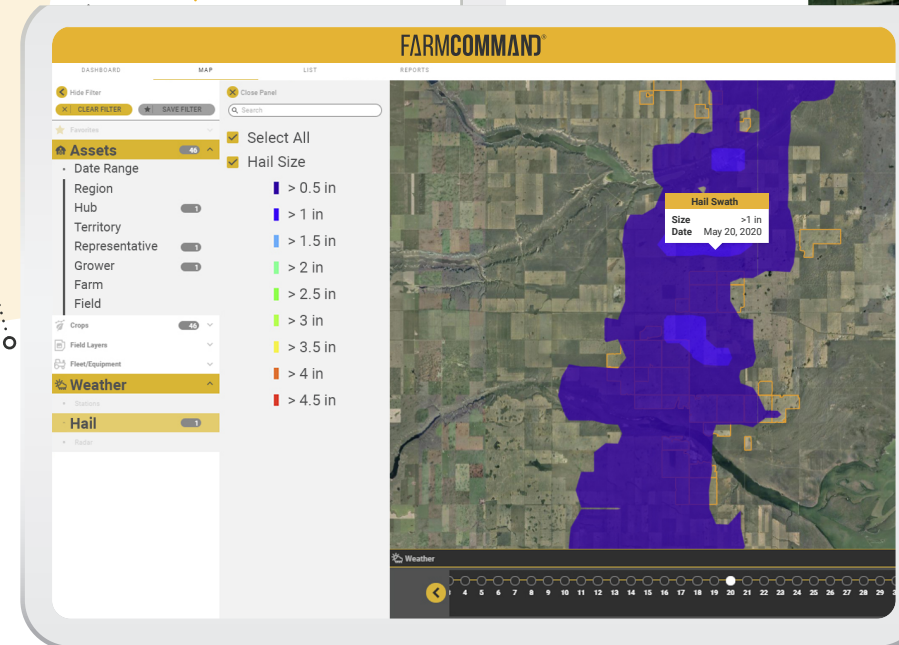 FARMCOMMAND®
DASHBOARD
MAP
LIST
REPORTS
Hide Filter
CLEAR FILTER
SAVE FILTER
Favorites
Assets 46
Date Range
Region
Hub 1
Territory
Representative 1
Grower 1
Farm
Field
Crops 46
Field Layers
Fleet/Equipment
Weather
Stations
Hail 1
Radar
Close Panel
Search
Select All
Hail Size
> 0.5 in
> 1 in
> 1.5 in
> 2 in
> 2.5 in
> 3 in
> 3.5 in
> 4 in
> 4.5 in
Hail Swath
Size >1 in
Date May 20, 2020
Weather
4 5 6 7 8 9 10 11 12 13 14 15 16 17 18 19 20 21 22 23 24 25 26 27 28 29